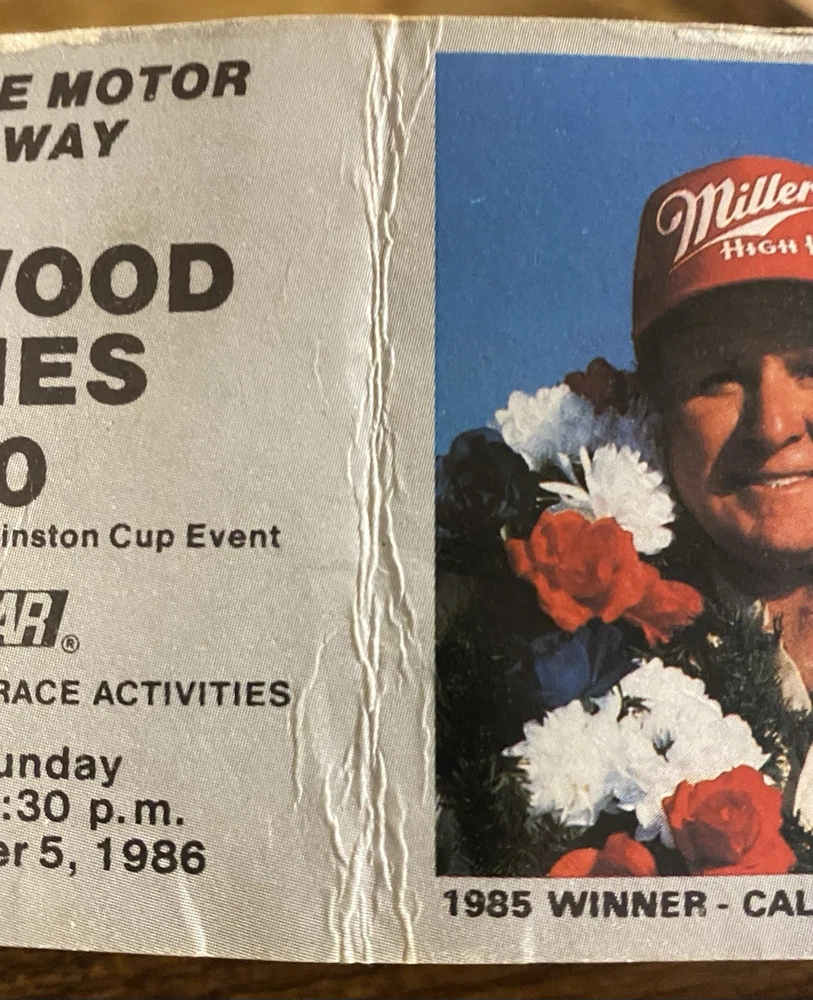 E MOTOR
WAY
WOOD
IES
0
inston Cup Event
AR®
RACE ACTIVITIES
unday
:30 p.m.
er 5, 1986
Miller
HIGH L
1985 WINNER - CAL